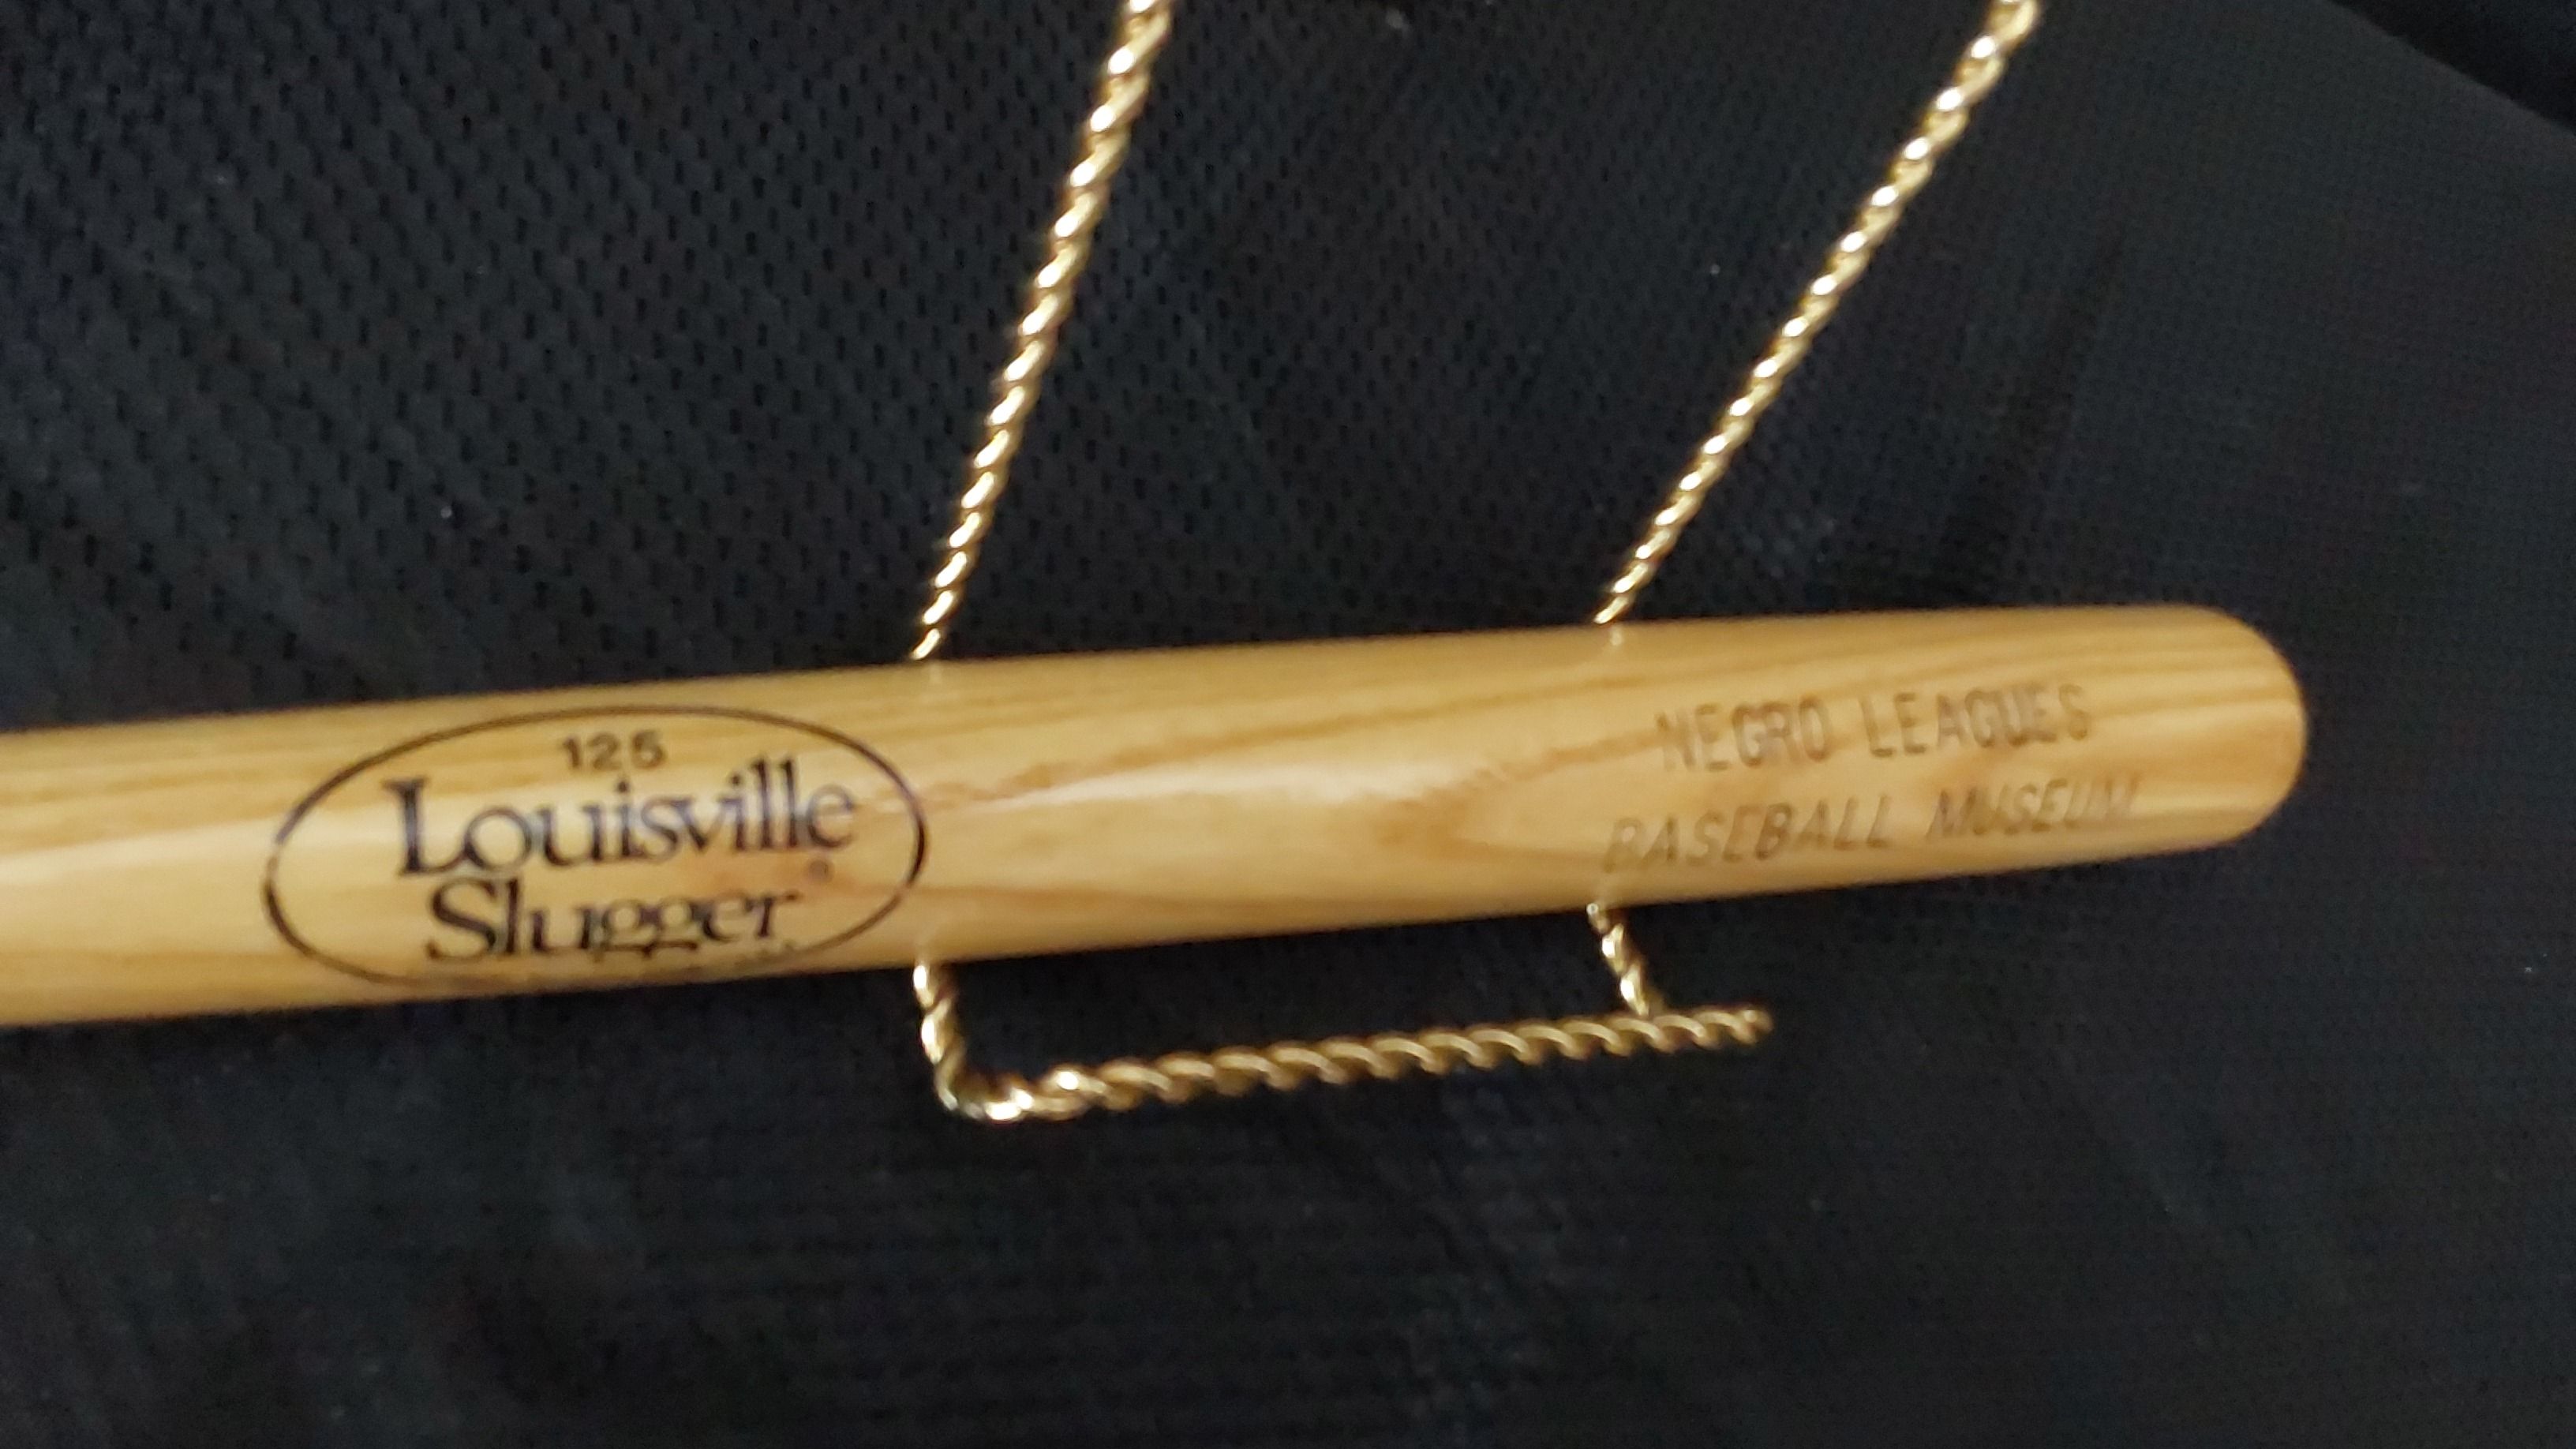 125
Louisville
Slugger
NEGRO LEAGUES
BASEBALL MUSEUM